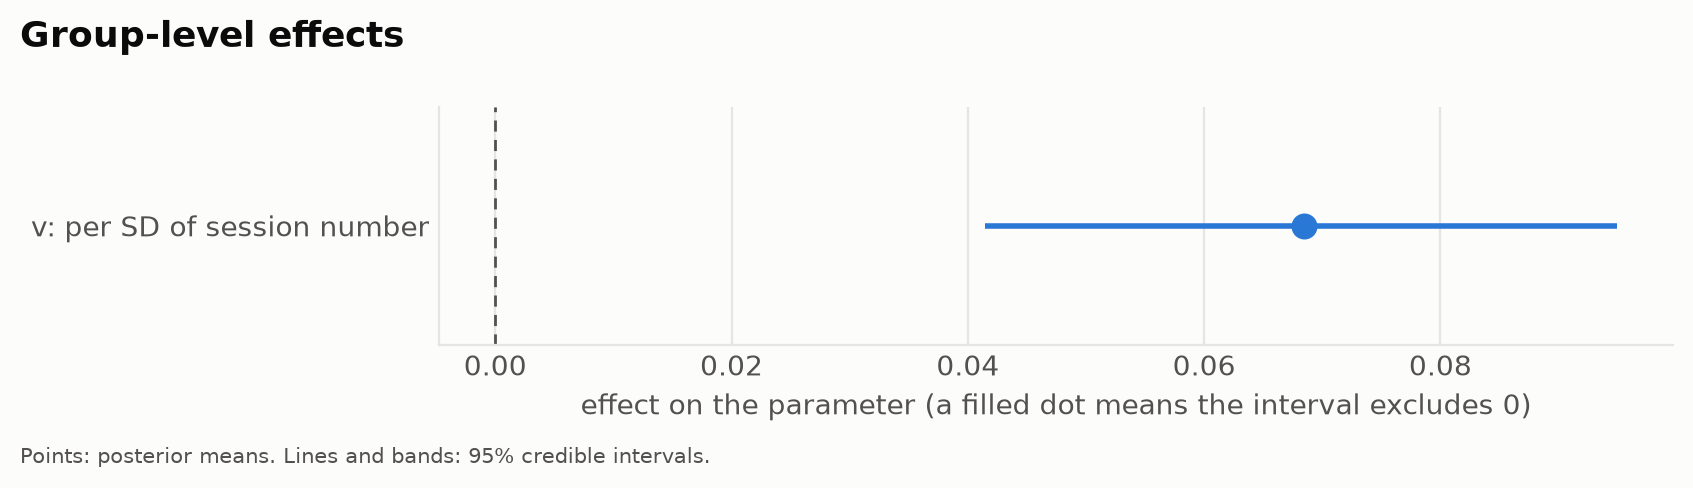 Group-level effects
v: per SD of session number
0.00 0.02 0.04 0.06 0.08
effect on the parameter (a filled dot means the interval excludes 0)
Points: posterior means. Lines and bands: 95% credible intervals.